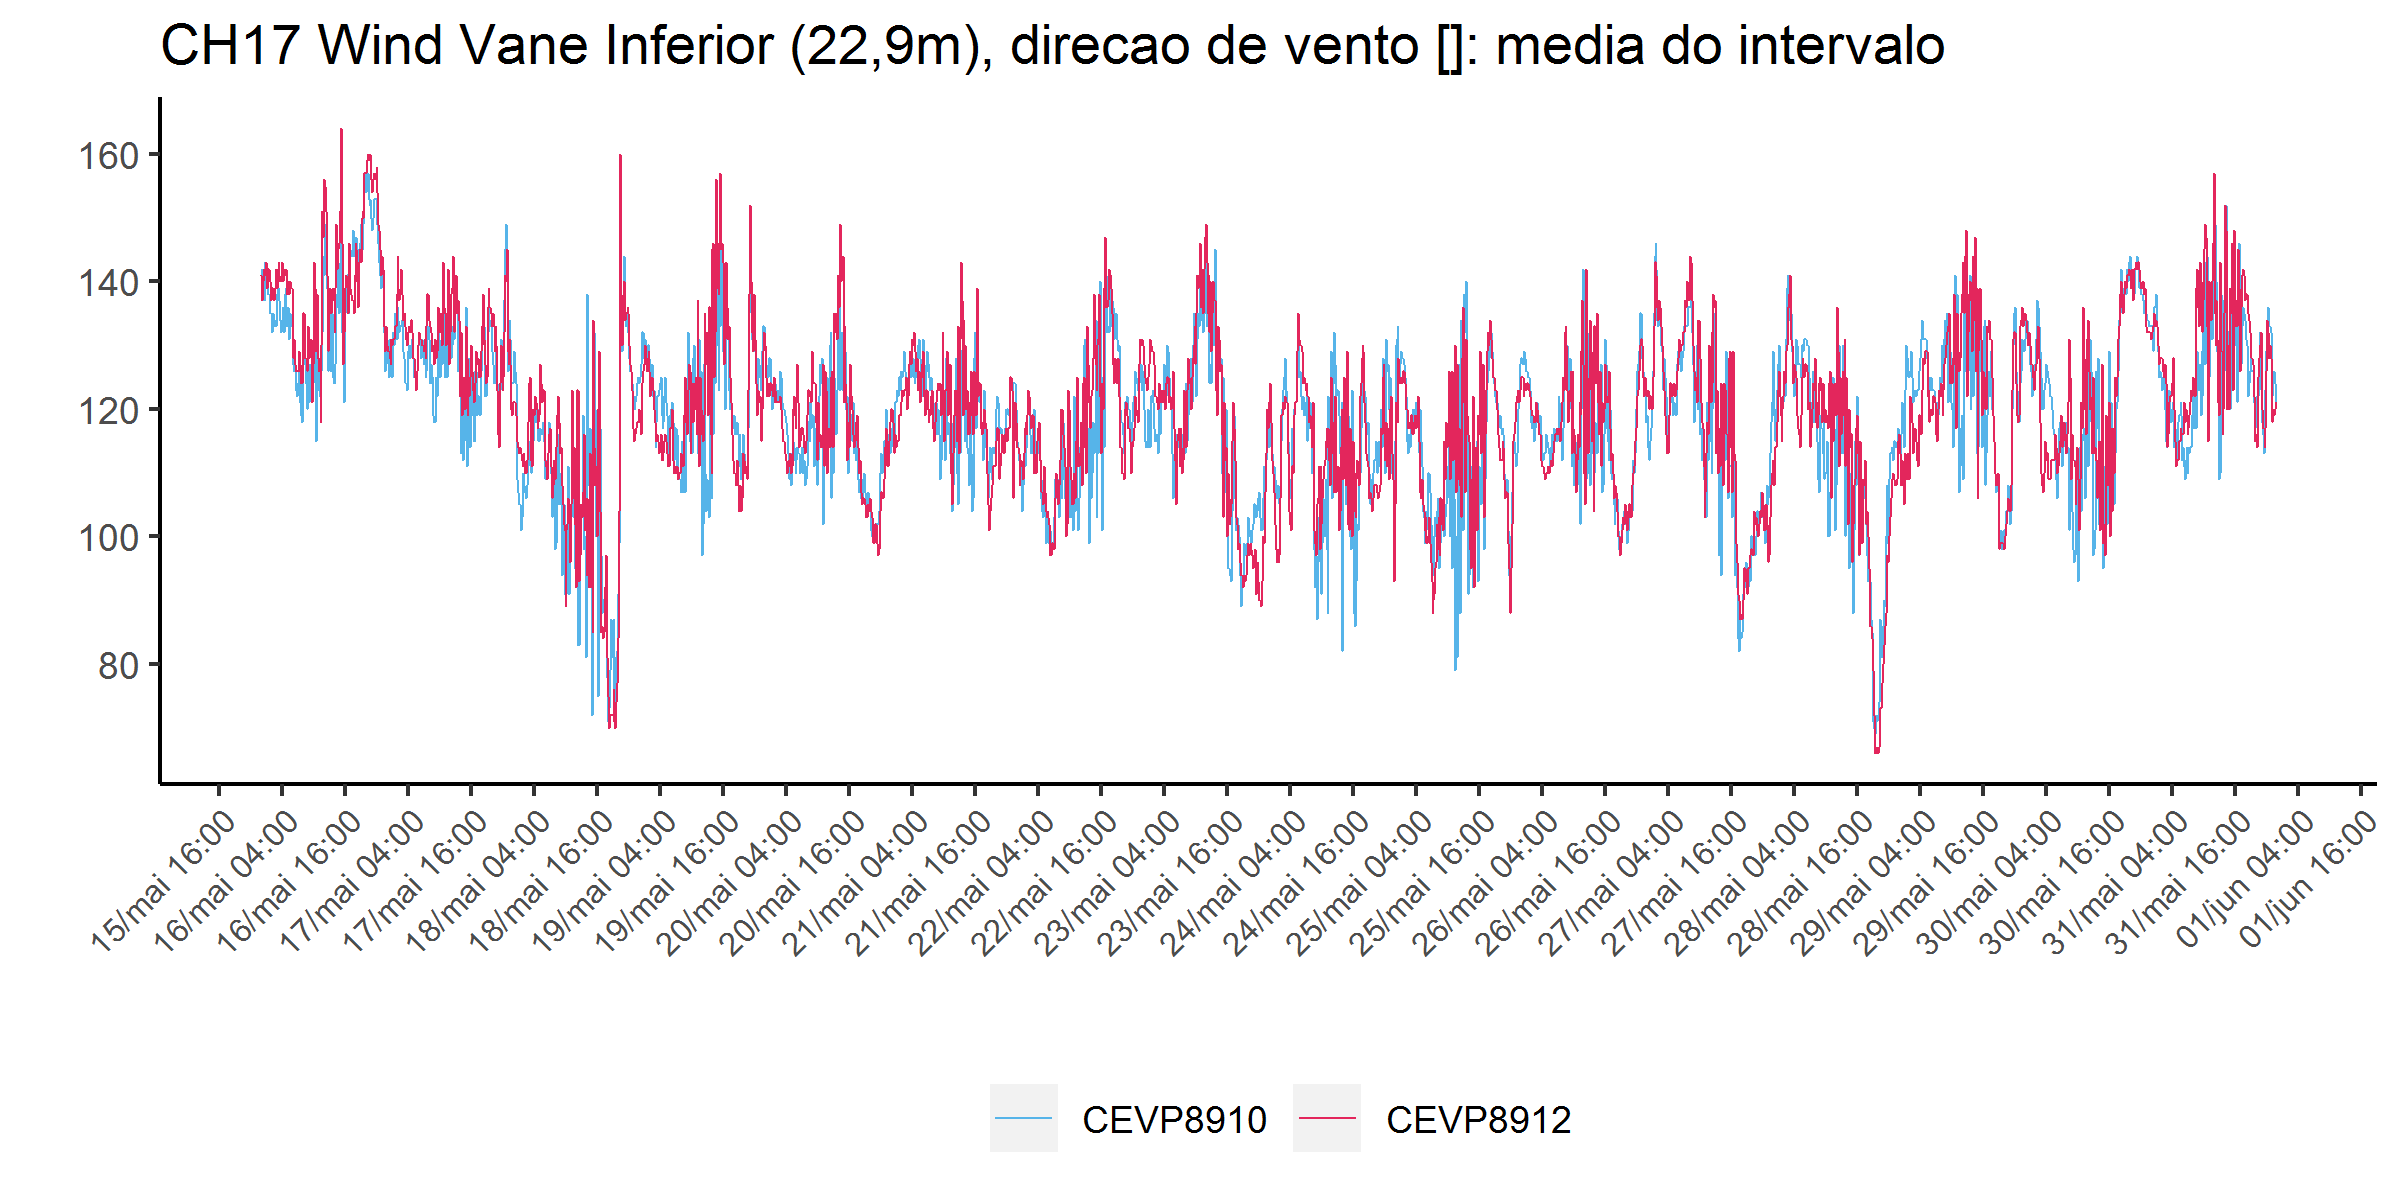 CH17 Wind Vane Inferior (22,9m), direcao de vento []: media do intervalo
160
140
120
100
80
15/mai 16:00
16/mai 04:00
16/mai 16:00
17/mai 04:00
17/mai 16:00
18/mai 04:00
18/mai 16:00
19/mai 04:00
19/mai 16:00
20/mai 04:00
20/mai 16:00
21/mai 04:00
21/mai 16:00
22/mai 04:00
22/mai 16:00
23/mai 04:00
23/mai 16:00
24/mai 04:00
24/mai 16:00
25/mai 04:00
25/mai 16:00
26/mai 04:00
26/mai 16:00
27/mai 04:00
27/mai 16:00
28/mai 04:00
28/mai 16:00
29/mai 04:00
29/mai 16:00
30/mai 04:00
30/mai 16:00
31/mai 04:00
31/mai 16:00
01/jun 04:00
01/jun 16:00
CEVP8910
CEVP8912